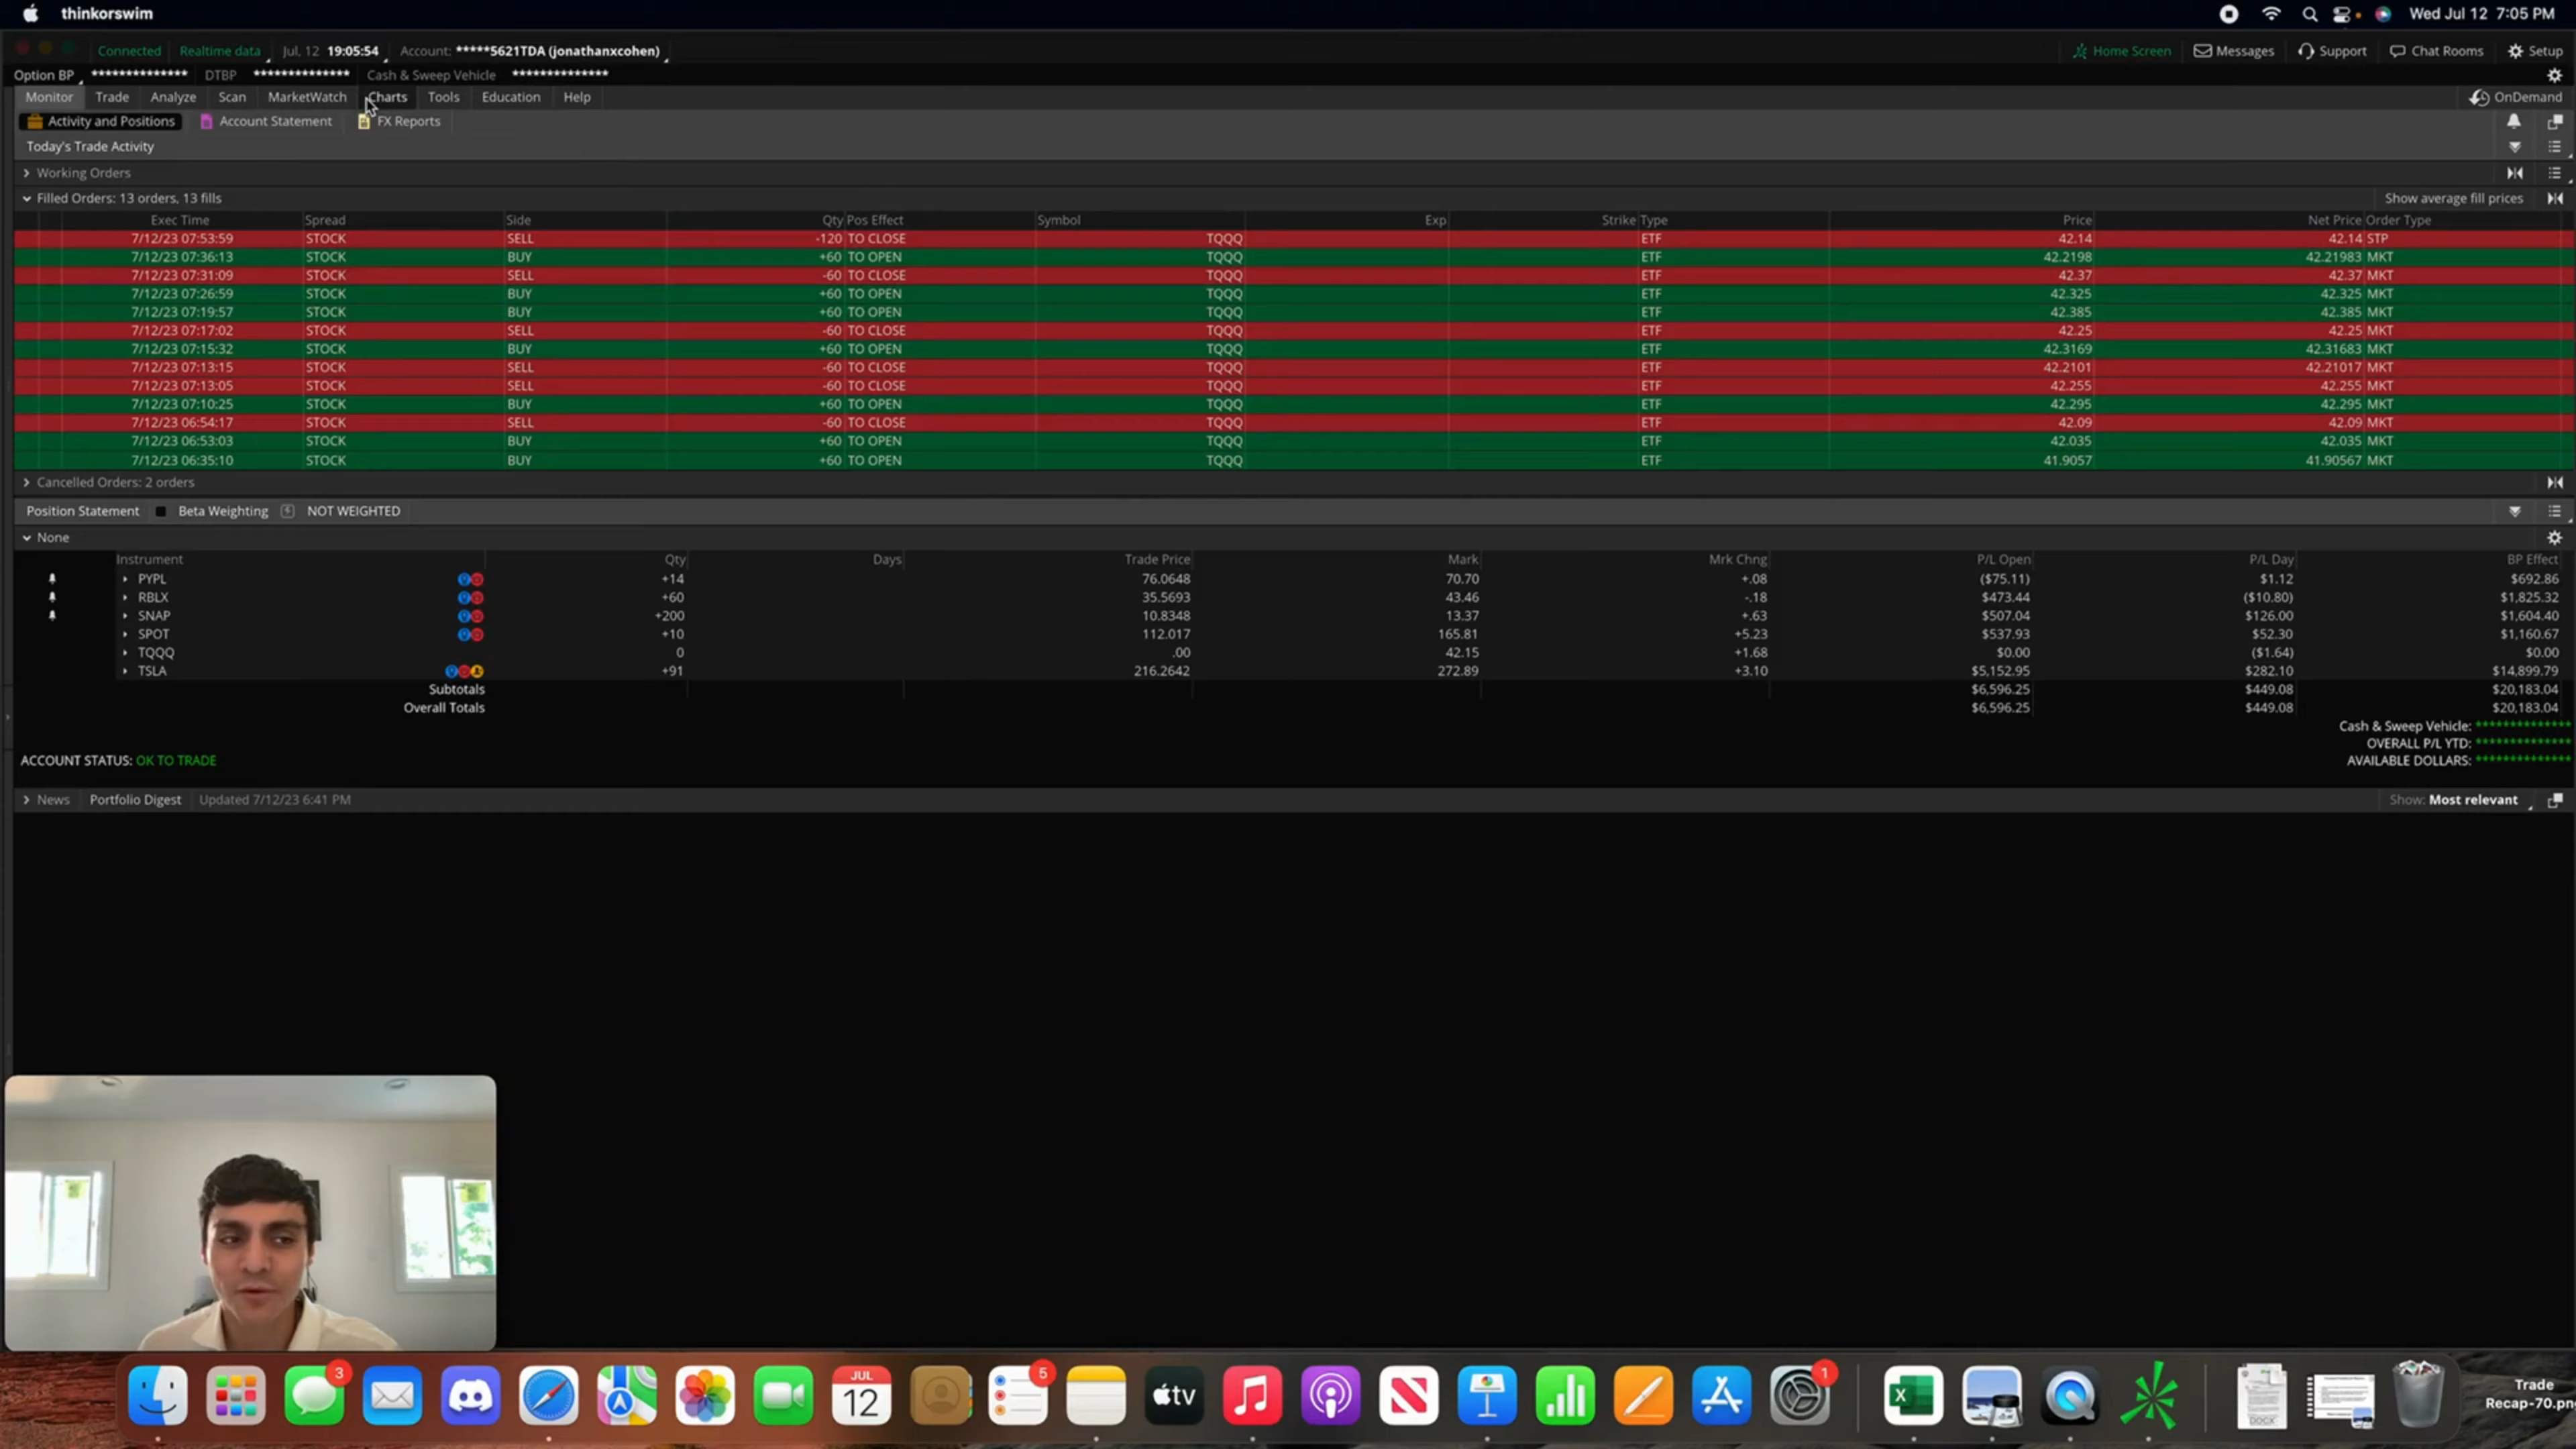 thinkorswim Wed Jul 12 7:05 PM
Connected Realtime data Jul, 12 19:05:54 Account: *****5621TDA (jonathanxcohen) Home Screen Messages Support Chat Rooms Setup
Option BP ************** DTBP ************** Cash & Sweep Vehicle **************
Monitor Trade Analyze Scan MarketWatch Charts Tools Education Help OnDemand
Activity and Positions Account Statement FX Reports
Today's Trade Activity
Working Orders
Filled Orders: 13 orders, 13 fills Show average fill prices
Exec Time Spread Side Qty Pos Effect Symbol Exp Strike Type Price Net Price Order Type
7/12/23 07:53:59 STOCK SELL -120 TO CLOSE TQQQ ETF 42.14 42.14 STP
7/12/23 07:36:13 STOCK BUY +60 TO OPEN TQQQ ETF 42.2198 42.21983 MKT
7/12/23 07:31:09 STOCK SELL -60 TO CLOSE TQQQ ETF 42.37 42.37 MKT
7/12/23 07:26:59 STOCK BUY +60 TO OPEN TQQQ ETF 42.325 42.325 MKT
7/12/23 07:19:57 STOCK BUY +60 TO OPEN TQQQ ETF 42.385 42.385 MKT
7/12/23 07:17:02 STOCK SELL -60 TO CLOSE TQQQ ETF 42.25 42.25 MKT
7/12/23 07:15:32 STOCK BUY +60 TO OPEN TQQQ ETF 42.3169 42.31683 MKT
7/12/23 07:13:15 STOCK SELL -60 TO CLOSE TQQQ ETF 42.2101 42.21017 MKT
7/12/23 07:13:05 STOCK SELL -60 TO CLOSE TQQQ ETF 42.255 42.255 MKT
7/12/23 07:10:25 STOCK BUY +60 TO OPEN TQQQ ETF 42.295 42.295 MKT
7/12/23 06:54:17 STOCK SELL -60 TO CLOSE TQQQ ETF 42.09 42.09 MKT
7/12/23 06:53:03 STOCK BUY +60 TO OPEN TQQQ ETF 42.035 42.035 MKT
7/12/23 06:35:10 STOCK BUY +60 TO OPEN TQQQ ETF 41.9057 41.90567 MKT
Cancelled Orders: 2 orders
Position Statement Beta Weighting NOT WEIGHTED
None
Instrument Qty Days Trade Price Mark Mrk Chng P/L Open P/L Day BP Effect
PYPL +14 76.0648 70.70 +.08 ($75.11) $1.12 $692.86
RBLX +60 35.5693 43.46 -.18 $473.44 ($10.80) $1,825.32
SNAP +200 10.8348 13.37 +.63 $507.04 $126.00 $1,604.40
SPOT +10 112.017 165.81 +5.23 $537.93 $52.30 $1,160.67
TQQQ 0 .00 42.15 +1.68 $0.00 ($1.64) $0.00
TSLA +91 216.2642 272.89 +3.10 $5,152.95 $282.10 $14,899.79
Subtotals $6,596.25 $449.08 $20,183.04
Overall Totals $6,596.25 $449.08 $20,183.04
Cash & Sweep Vehicle: **************
OVERALL P/L YTD: **************
ACCOUNT STATUS: OK TO TRADE AVAILABLE DOLLARS: **************
News Portfolio Digest Updated 7/12/23 6:41 PM Show: Most relevant
3 JUL 12 5 tv 1 X DOCX
Trade
Recap-70.pn